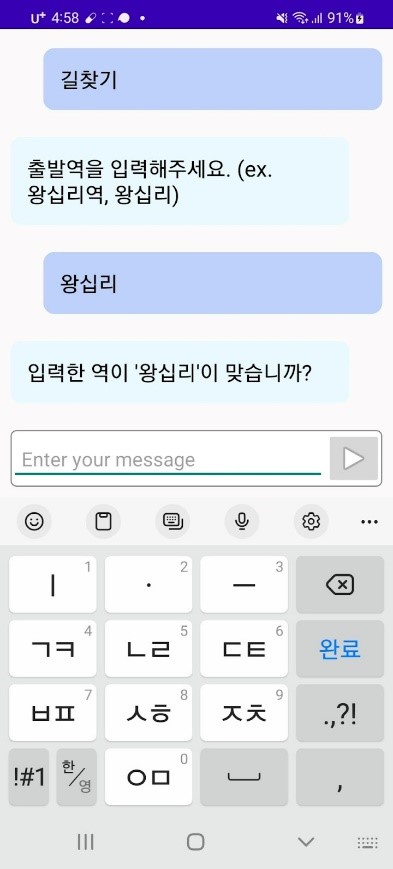 U+ 4:58 91%
길찾기
출발역을 입력해주세요. (ex.
왕십리역, 왕십리)
왕십리
입력한 역이 '왕십리'이 맞습니까?
Enter your message
ㅣ 1 · 2 ㅡ 3
ㄱㅋ 4 ㄴㄹ 5 ㄷㅌ 6 완료
ㅂㅍ 7 ㅅㅎ 8 ㅈㅊ 9 .,?!
!#1 한/영 ㅇㅁ 0 ,